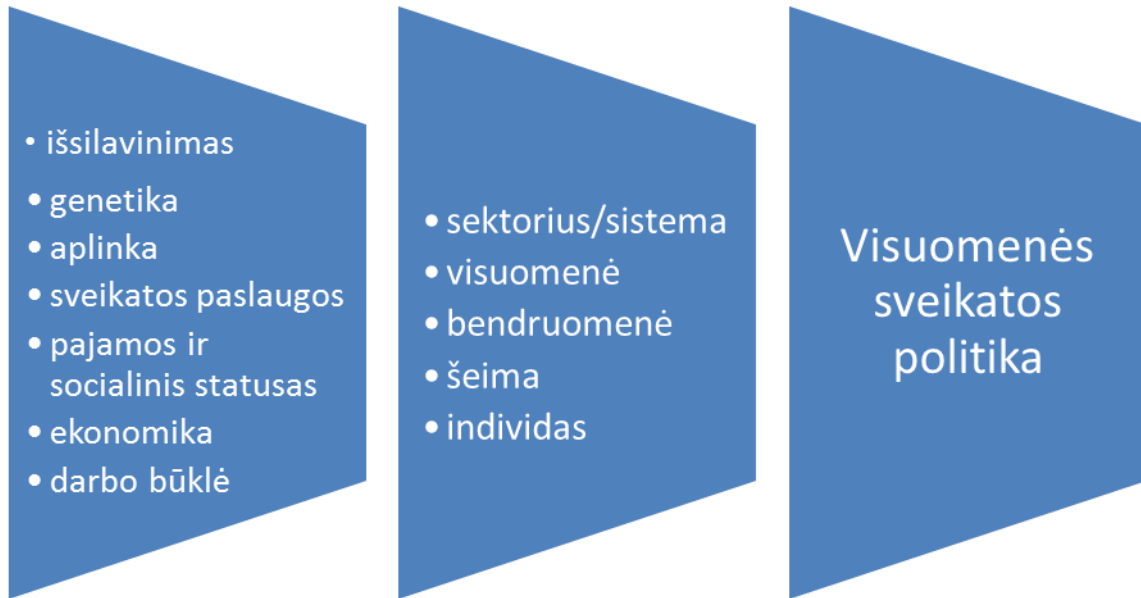 • išsilavinimas
• genetika
• aplinka
• sveikatos paslaugos
• pajamos ir
socialinis statusas
• ekonomika
• darbo būklė
• sektorius/sistema
• visuomenė
• bendruomenė
• šeima
• individas
Visuomenės
sveikatos
politika